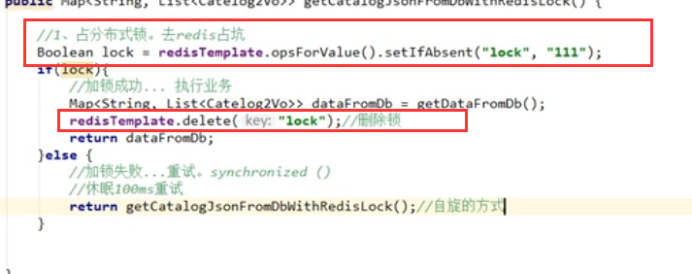 public Map<String, List<Catelog2Vo>> getCatalogJsonFromDbWithRedisLock() {
//1、占分布式锁。去redis占坑
Boolean lock = redisTemplate.opsForValue().setIfAbsent("lock", "111");
if(lock){
//加锁成功... 执行业务
Map<String, List<Catelog2Vo>> dataFromDb = getDataFromDb();
redisTemplate.delete( key: "lock");//删除锁
return dataFromDb;
}else {
//加锁失败...重试。synchronized ()
//休眠100ms重试
return getCatalogJsonFromDbWithRedisLock();//自旋的方式
}
}